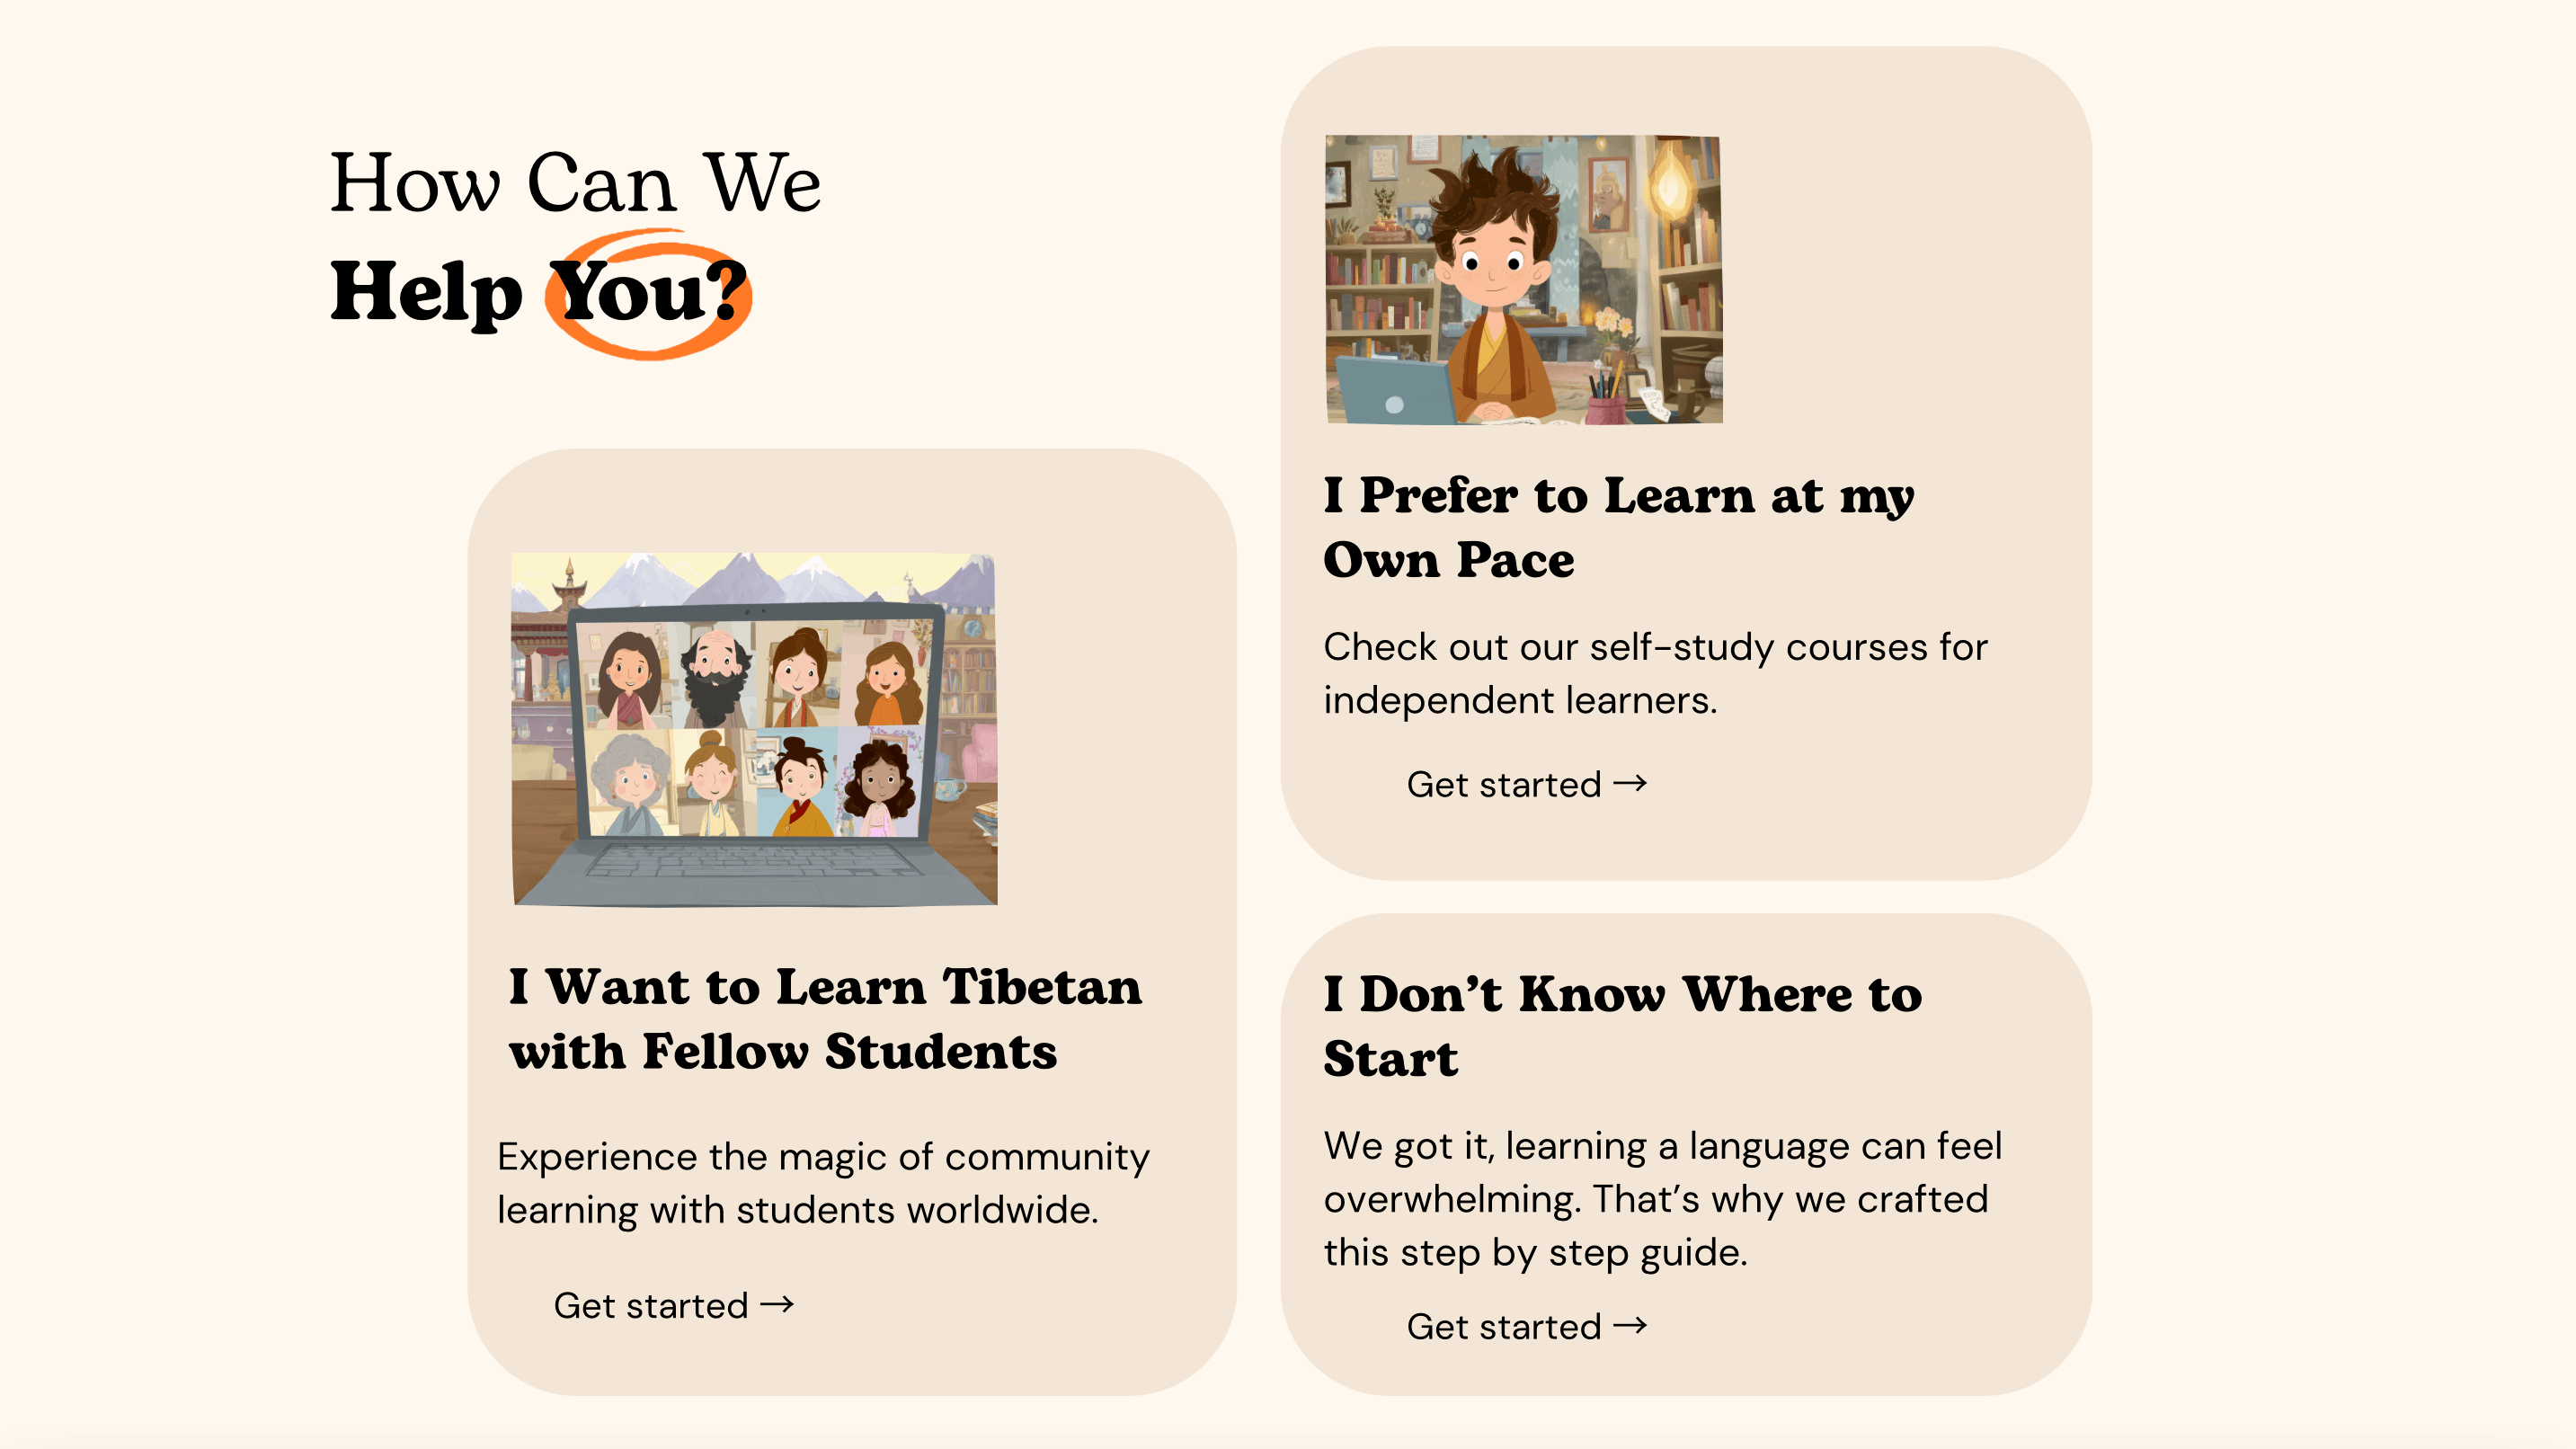 How Can We
Help You?
I Want to Learn Tibetan
with Fellow Students
Experience the magic of community
learning with students worldwide.
Get started →
I Prefer to Learn at my
Own Pace
Check out our self-study courses for
independent learners.
Get started →
I Don’t Know Where to
Start
We got it, learning a language can feel
overwhelming. That’s why we crafted
this step by step guide.
Get started →